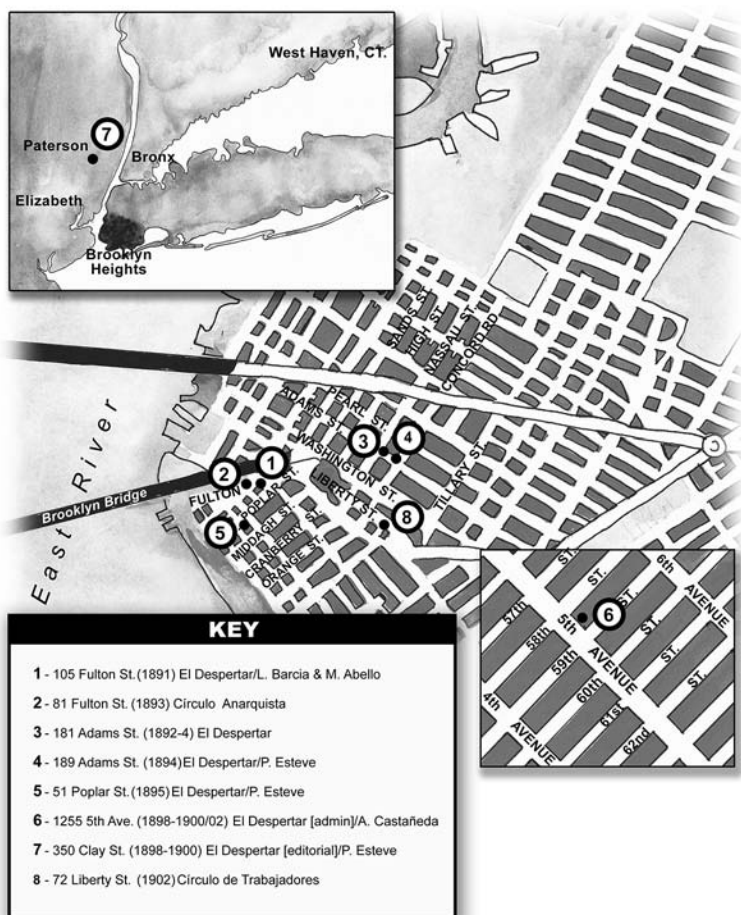 West Haven, CT.
7
Paterson
Bronx
Elizabeth
Brooklyn
Heights
SANDS ST.
HIGH ST.
NASSAU ST.
CONCORD RD
PEARL ST.
ADAMS ST.
3
4
WASHINGTON ST.
TILLARY ST.
1
2
FULTON
POPLAR ST.
LIBERTY ST.
8
5
MIDDAGH ST.
CRANBERRY ST.
ORANGE ST.
Brooklyn Bridge
East River
6th AVENUE
ST.
ST.
ST.
ST.
6
57th
58th
59th
60th
61st
62nd
5th AVENUE
4th AVENUE
KEY
1 - 105 Fulton St. (1891) El Despertar/L. Barcia & M. Abello
2 - 81 Fulton St. (1893) Círculo Anarquista
3 - 181 Adams St. (1892-4) El Despertar
4 - 189 Adams St. (1894) El Despertar/P. Esteve
5 - 51 Poplar St. (1895) El Despertar/P. Esteve
6 - 1255 5th Ave. (1898-1900/02) El Despertar [admin]/A. Castañeda
7 - 350 Clay St. (1898-1900) El Despertar [editorial]/P. Esteve
8 - 72 Liberty St. (1902) Círculo de Trabajadores